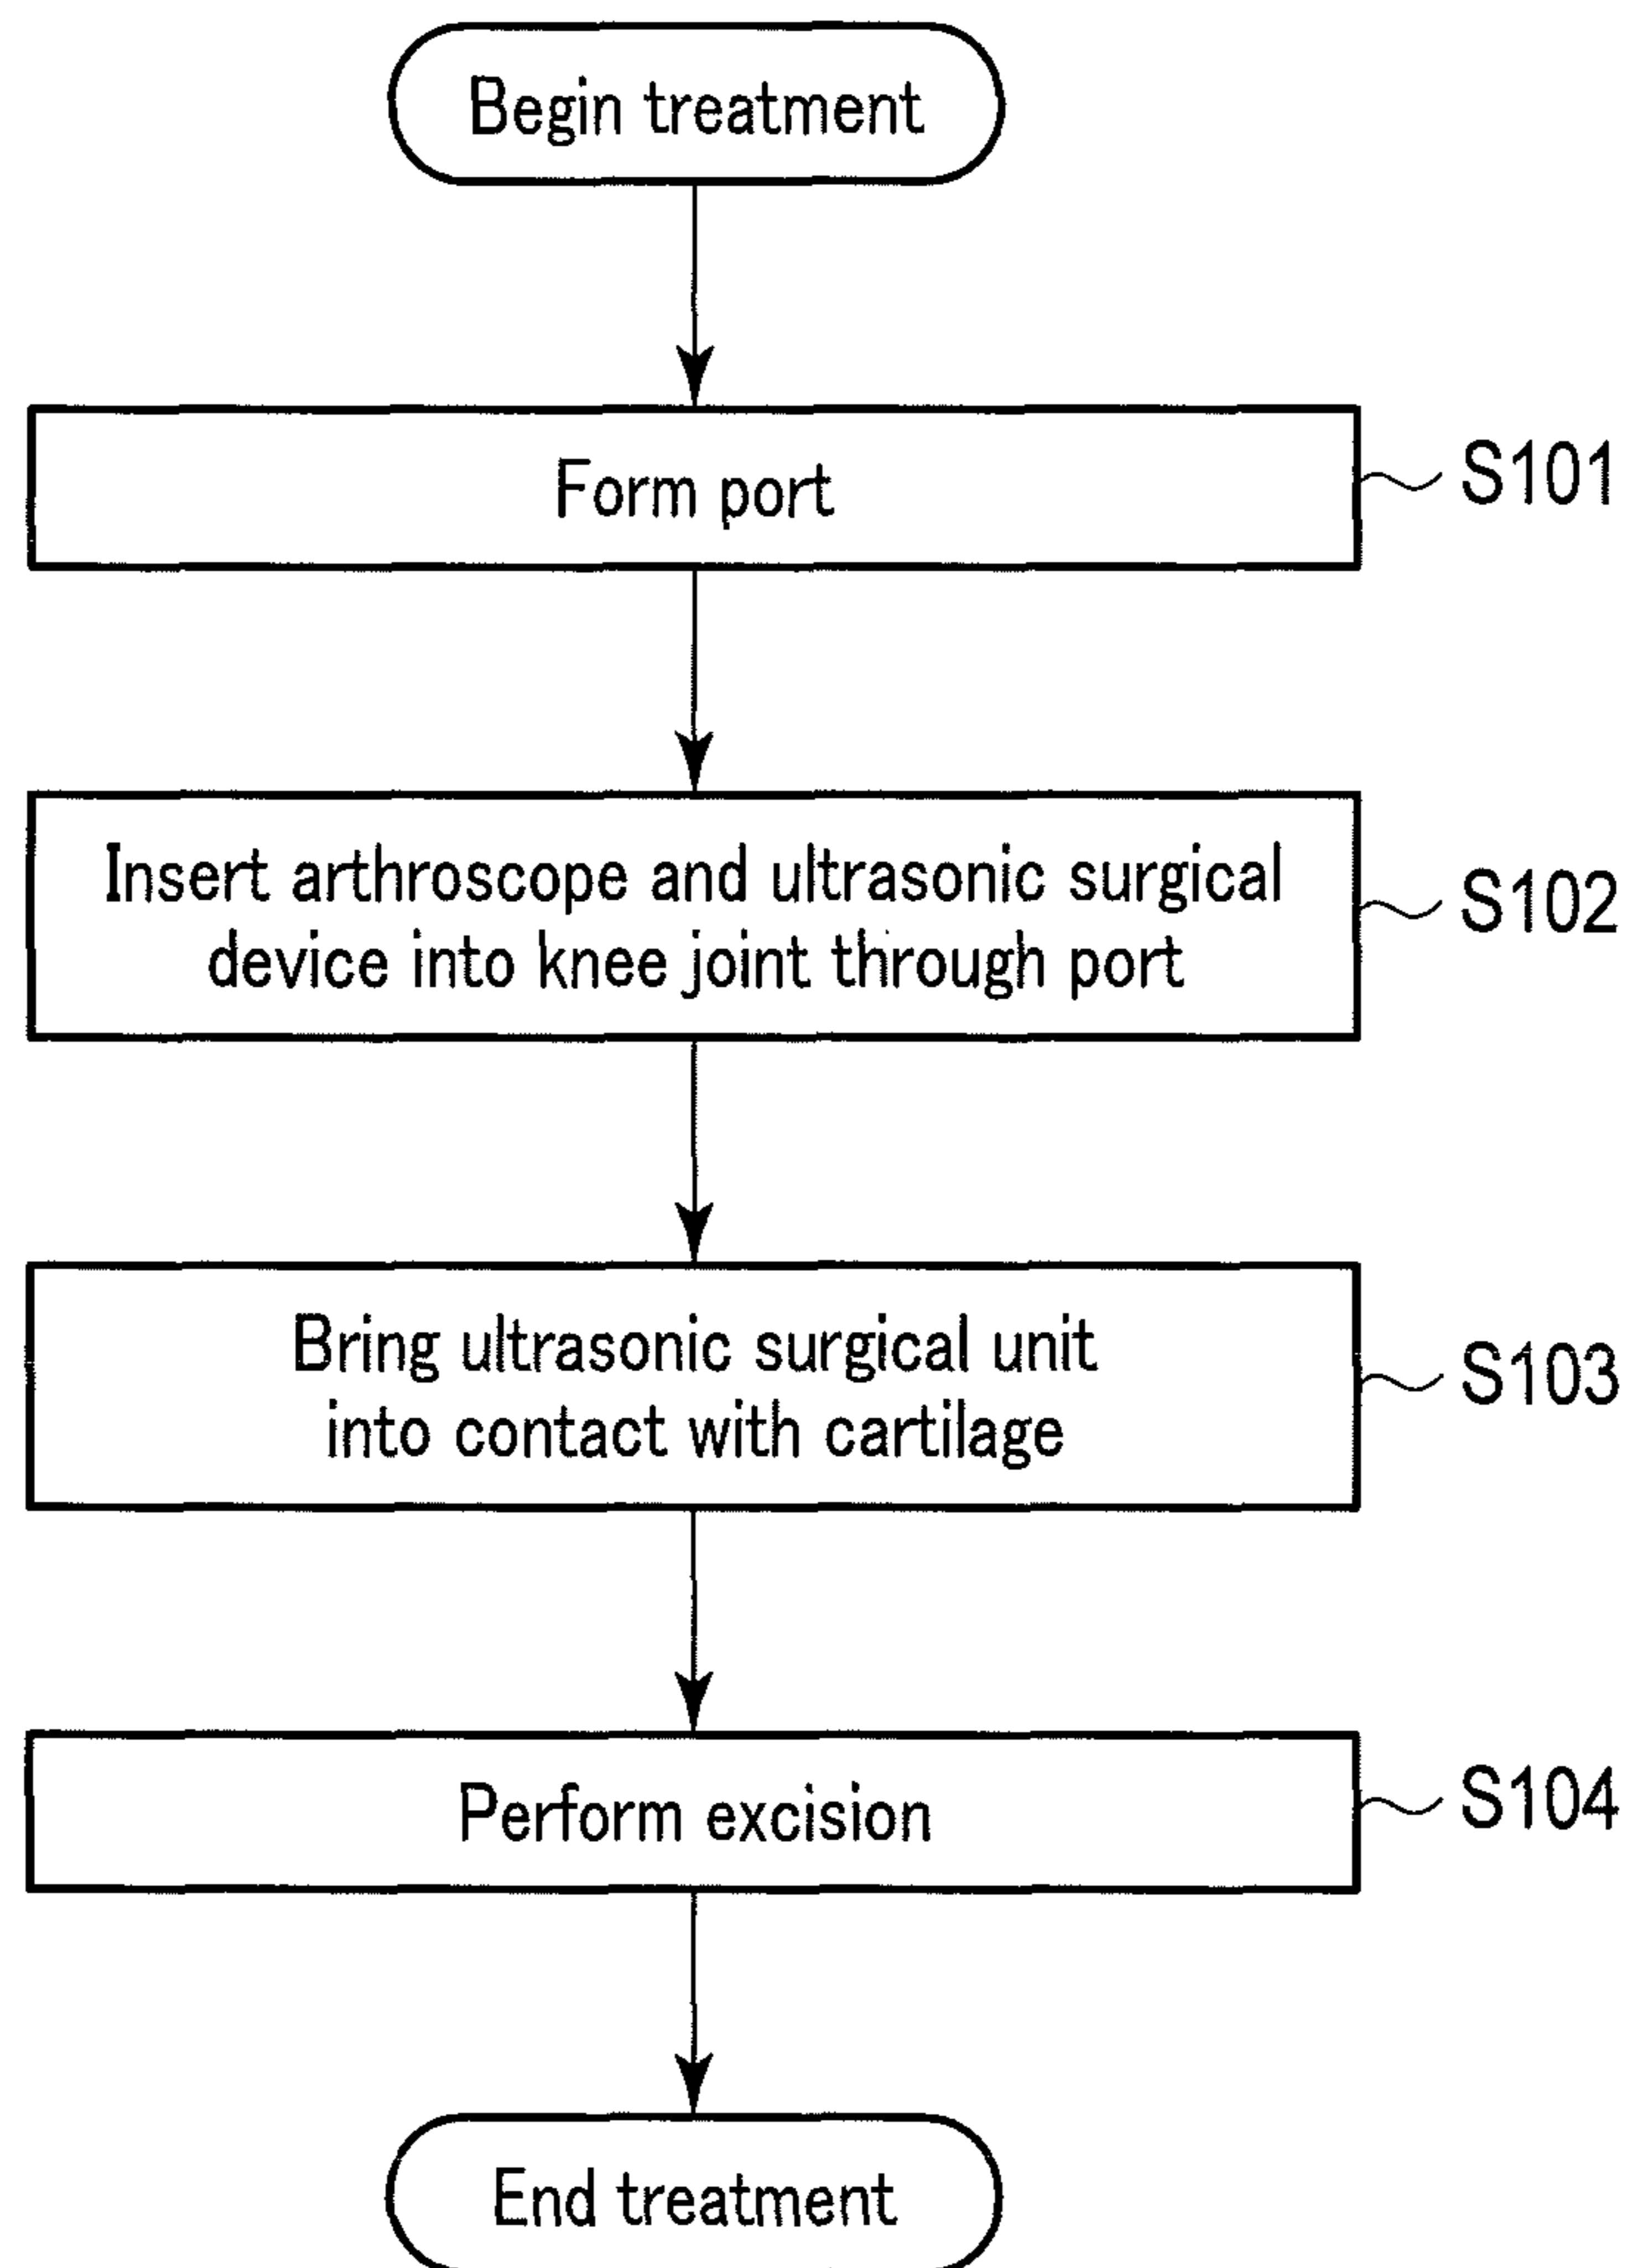 Begin treatment
Form port
S101
Insert arthroscope and ultrasonic surgical
device into knee joint through port
S102
Bring ultrasonic surgical unit
into contact with cartilage
S103
Perform excision
S104
End treatment